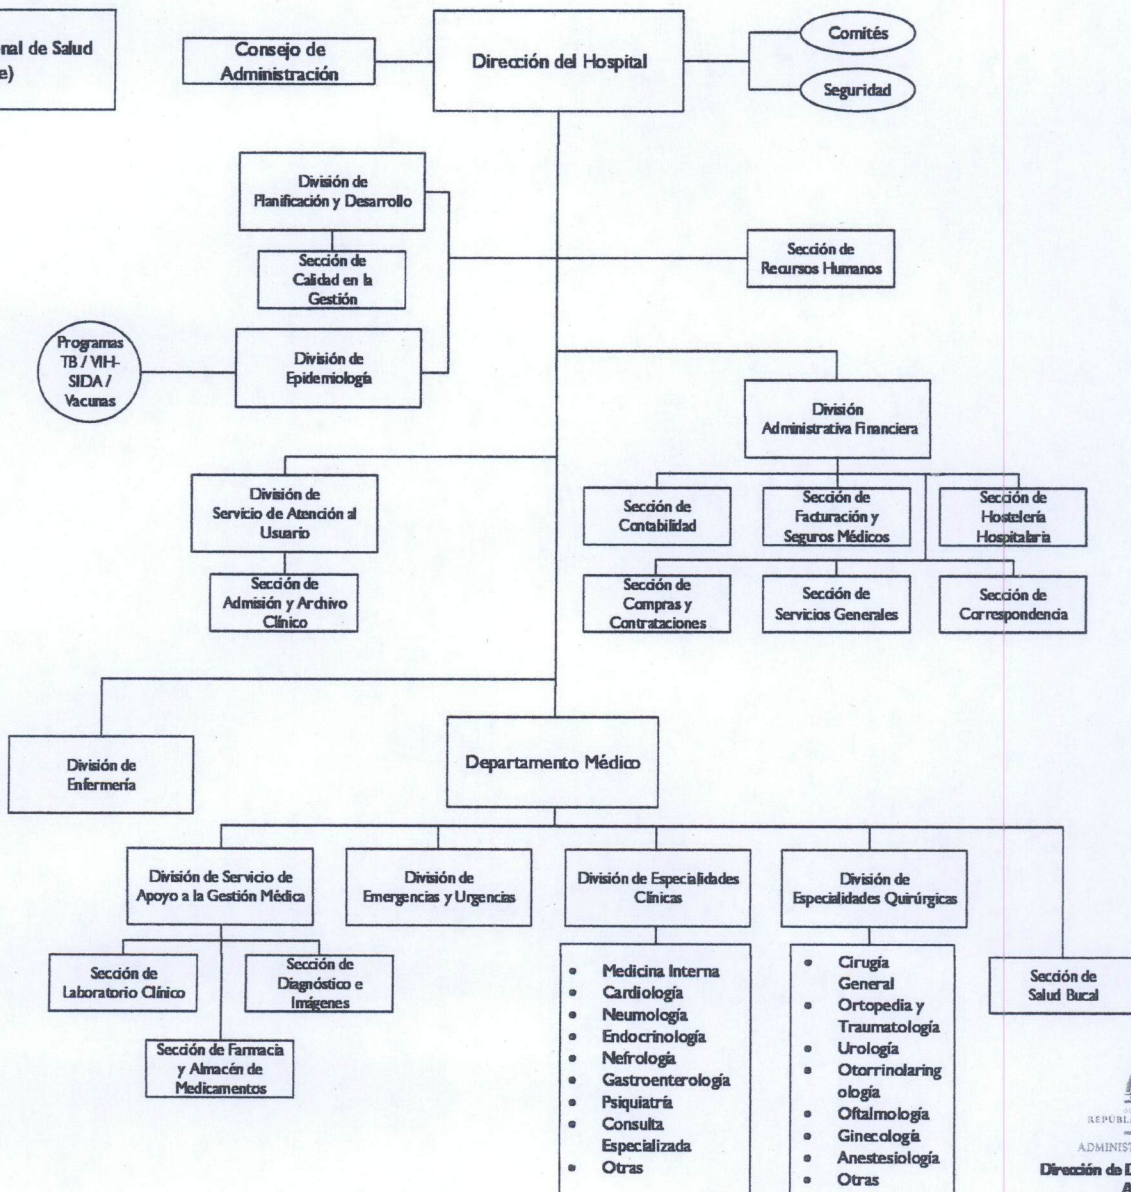 nal de Salud
e)
Consejo de
Administración
Dirección del Hospital
Comités
Seguridad
División de
Planificación y Desarrollo
Sección de
Calidad en la
Gestión
Sección de
Recursos Humanos
Programas
TB / VIH-
SIDA /
Vacunas
División de
Epidemiología
División
Administrativa Financiera
División de
Servicio de Atención al
Usuario
Sección de
Contabilidad
Sección de
Facturación y
Seguros Médicos
Sección de
Hostelería
Hospitalaria
Sección de
Admisión y Archivo
Clínico
Sección de
Compras y
Contrataciones
Sección de
Servicios Generales
Sección de
Correspondencia
División de
Enfermería
Departamento Médico
División de Servicio de
Apoyo a la Gestión Médica
División de
Emergencias y Urgencias
División de Especialidades
Clínicas
División de
Especialidades Quirúrgicas
Sección de
Laboratorio Clínico
Sección de
Diagnóstico e
Imágenes
Sección de Farmacia
y Almacén de
Medicamentos
• Medicina Interna
• Cardiología
• Neumología
• Endocrinología
• Nefrología
• Gastroenterología
• Psiquiatría
• Consulta
Especializada
• Otras
• Cirugía
General
• Ortopedia y
Traumatología
• Urología
• Otorrinolaring
ología
• Oftalmología
• Ginecología
• Anestesiología
• Otras
Sección de
Salud Bucal
REPÚBL
ADMINIST
Dirección de D
A